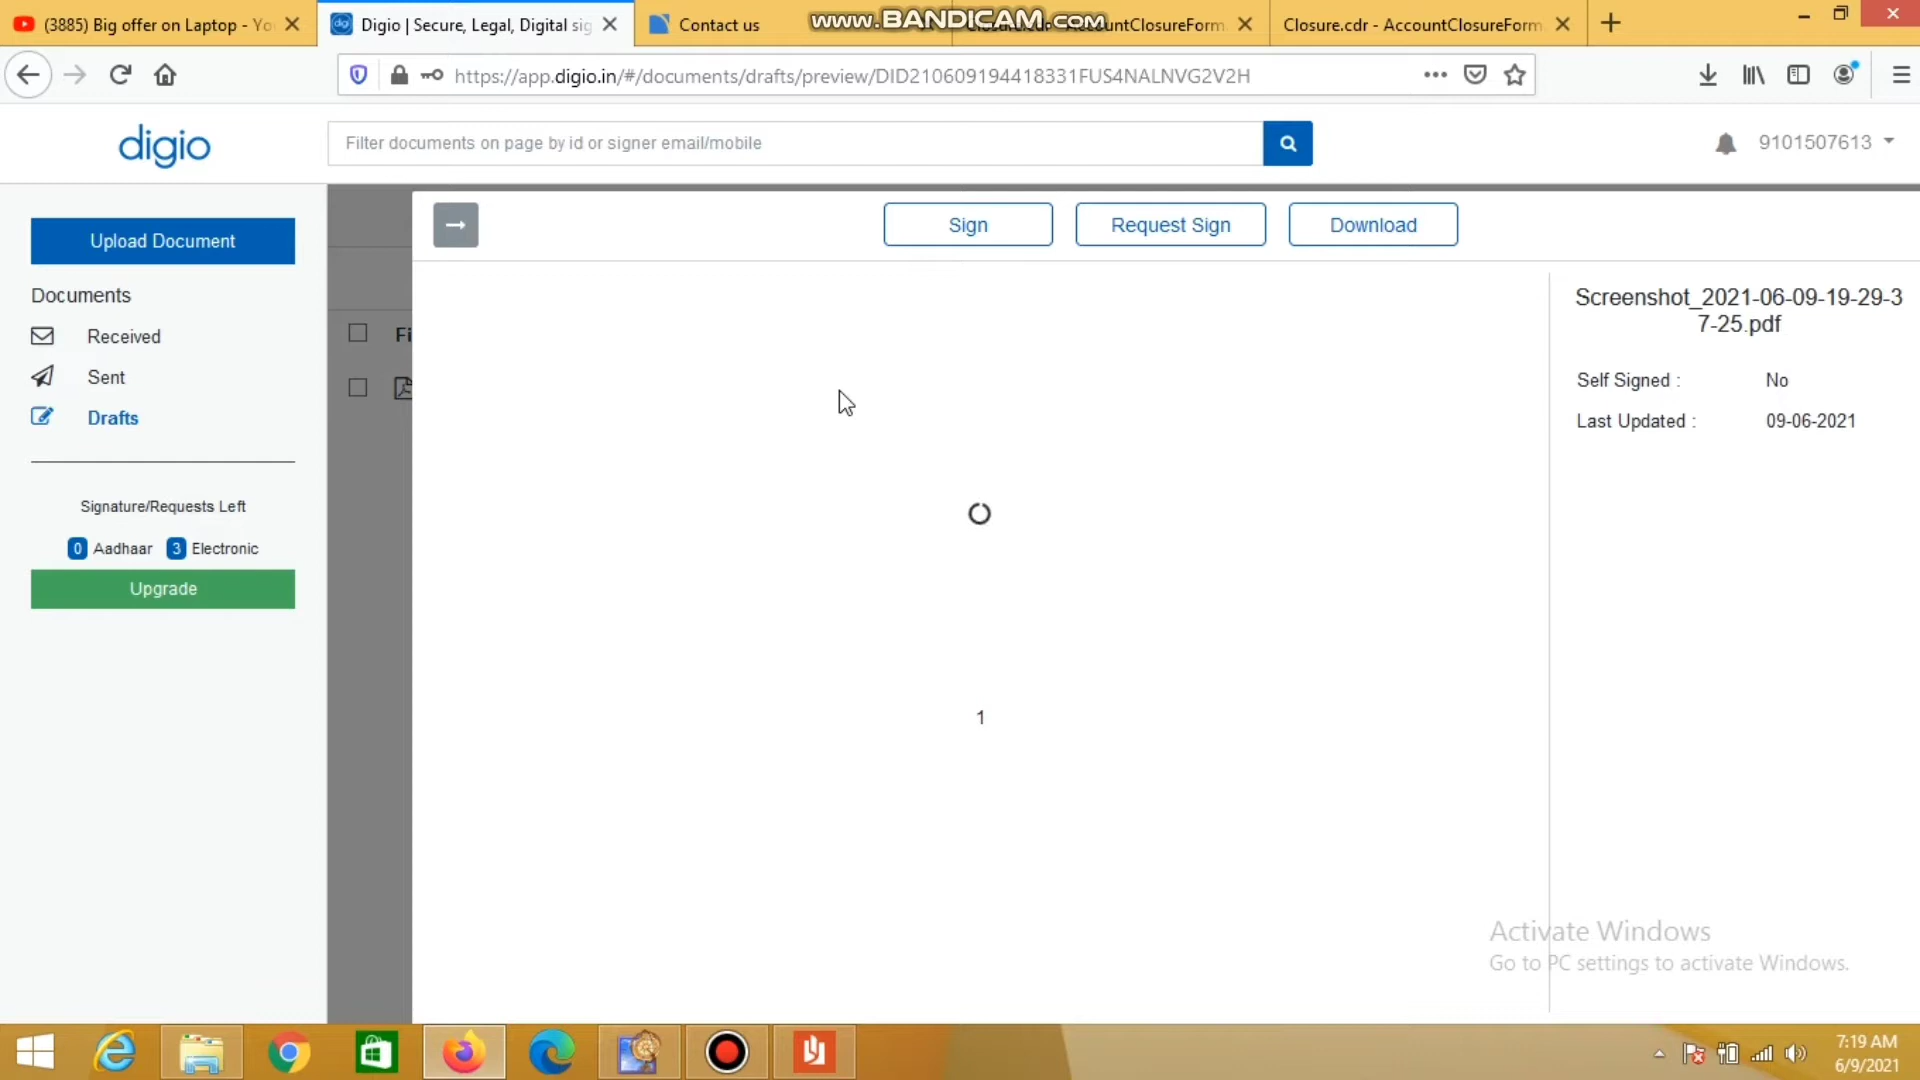 (3885) Big offer on Laptop - Yo
Digio | Secure, Legal, Digital sig
Contact us
www.BANDICAM.com
Closure.cdr - AccountClosureForm
Closure.cdr - AccountClosureForm
https://app.digio.in/#/documents/drafts/preview/DID210609194418331FUS4NALNVG2V2H
digio
Filter documents on page by id or signer email/mobile
9101507613
Upload Document
Sign
Request Sign
Download
Documents
Received
Sent
Drafts
Fi
Screenshot_2021-06-09-19-29-3
7-25.pdf
Self Signed : No
Last Updated : 09-06-2021
Signature/Requests Left
0 Aadhaar 3 Electronic
Upgrade
1
Activate Windows
Go to PC settings to activate Windows.
7:19 AM
6/9/2021